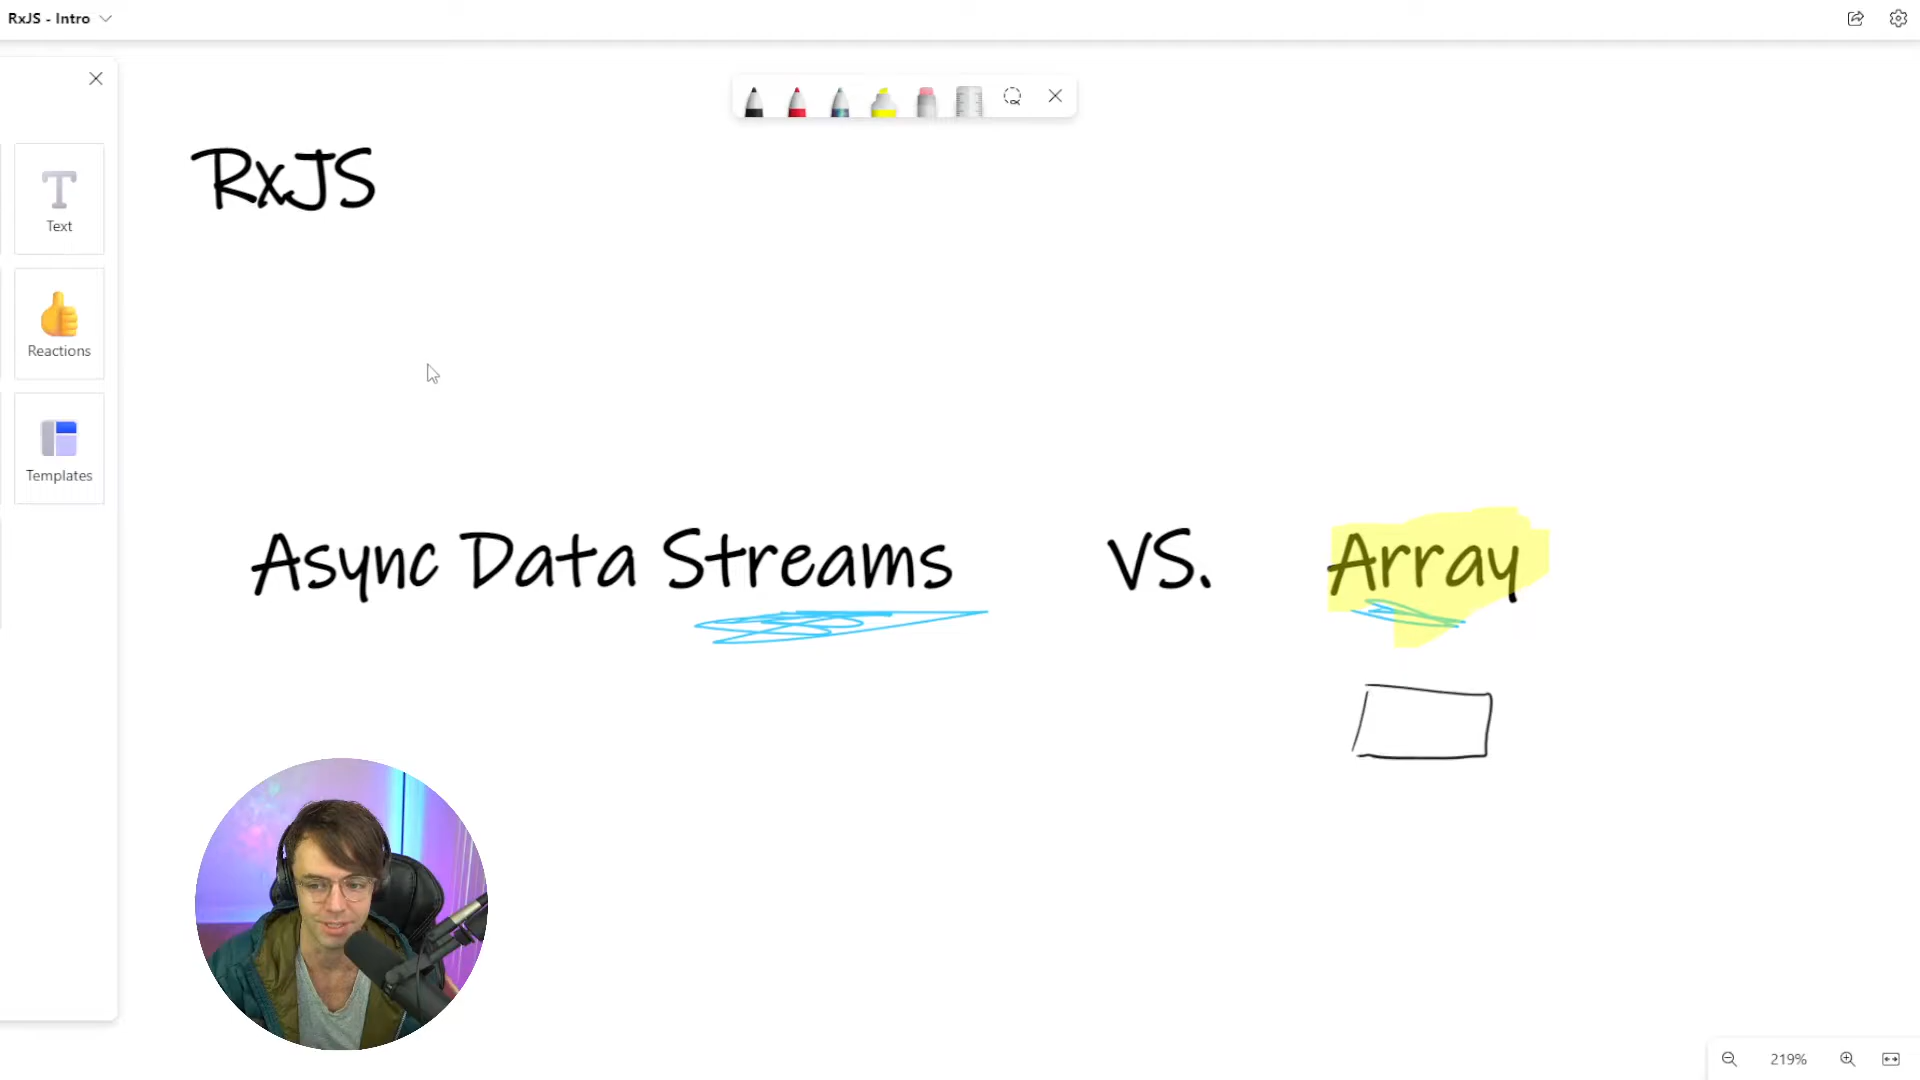 RxJS - Intro
Text
Reactions
Templates
RxJS
Async Data Streams VS. Array
219%